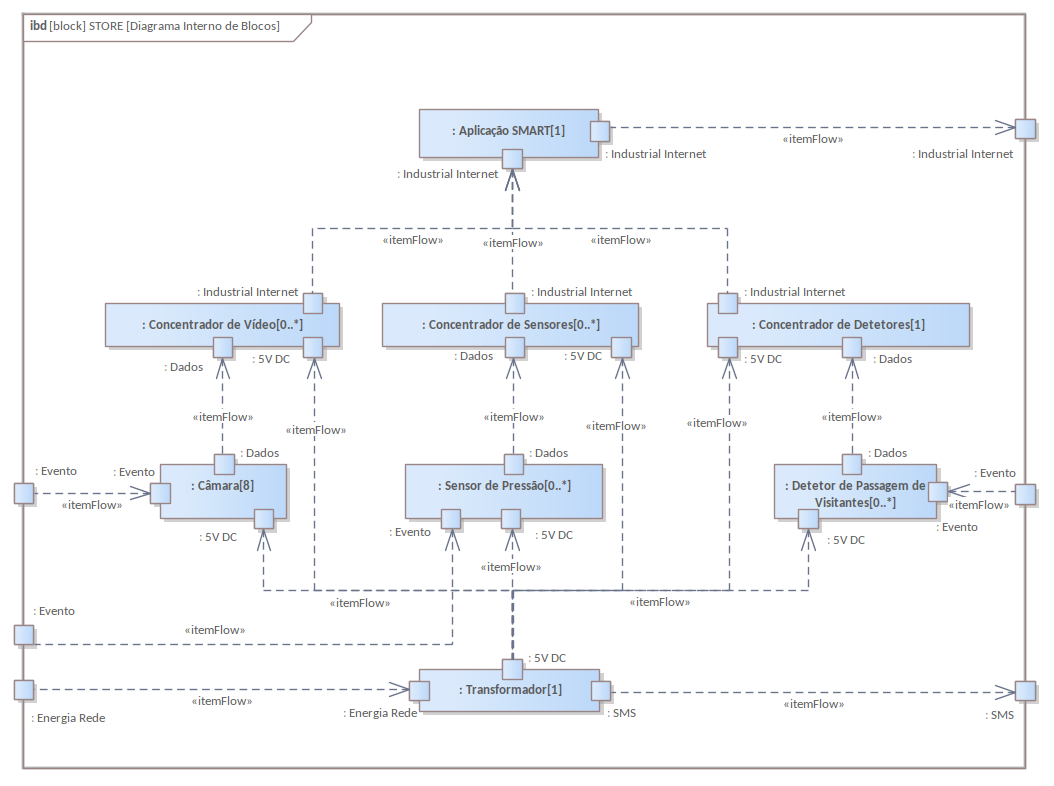 ibd [block] STORE [Diagrama Interno de Blocos]
: Aplicação SMART[1]
«itemFlow»
: Industrial Internet
: Industrial Internet
: Industrial Internet
«itemFlow»
«itemFlow»
«itemFlow»
: Industrial Internet
: Industrial Internet
: Industrial Internet
: Concentrador de Vídeo[0..*]
: Concentrador de Sensores[0..*]
: Concentrador de Detetores[1]
: Dados
: 5V DC
: Dados
: 5V DC
: 5V DC
: Dados
«itemFlow»
«itemFlow»
«itemFlow»
«itemFlow»
«itemFlow»
«itemFlow»
: Dados
: Dados
: Dados
: Evento
: Evento
: Evento
: Câmara[8]
: Sensor de Pressão[0..*]
: Detetor de Passagem de
Visitantes[0..*]
«itemFlow»
«itemFlow»
: 5V DC
: Evento
: 5V DC
: 5V DC
: Evento
«itemFlow»
«itemFlow»
«itemFlow»
: Evento
«itemFlow»
: 5V DC
: Transformador[1]
«itemFlow»
«itemFlow»
: Energia Rede
: Energia Rede
: SMS
: SMS